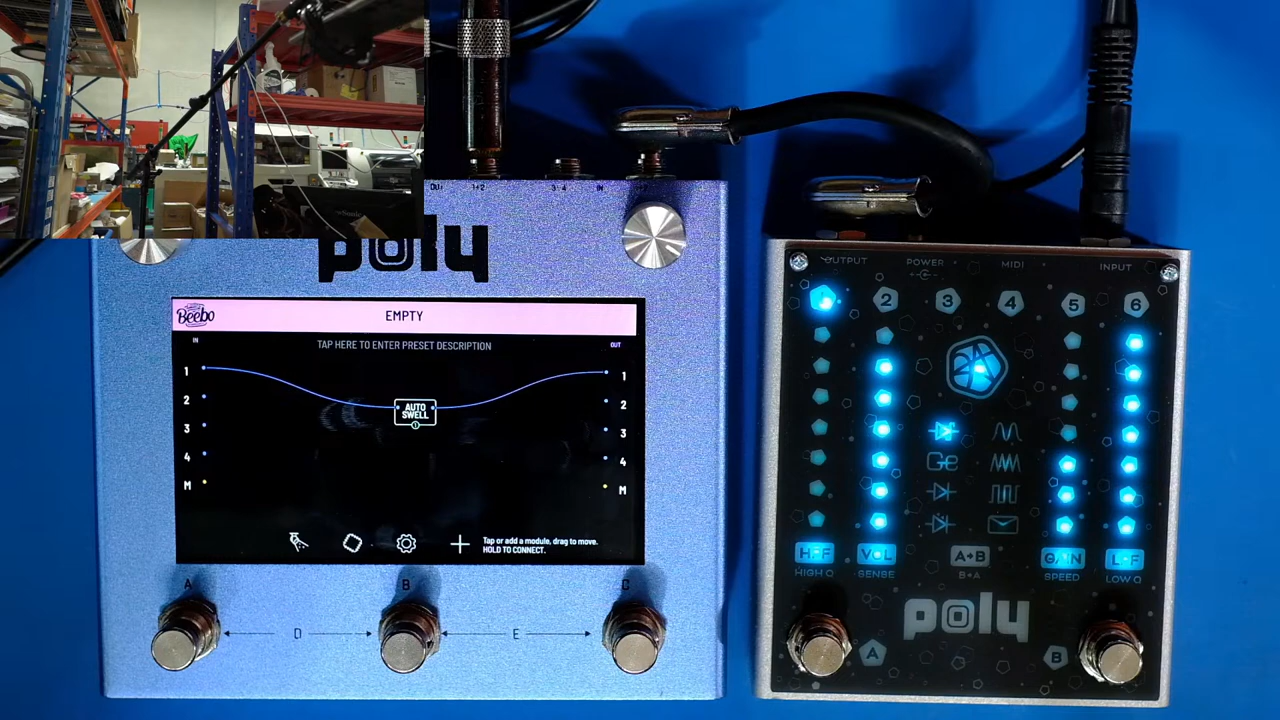 OUT 1+2 3 4 IN
poly
Beebo
EMPTY
IN
TAP HERE TO ENTER PRESET DESCRIPTION
OUT
1
2
3
4
M
AUTO
SWELL
1
1
2
3
4
M
Tap or add a module, drag to move.
HOLD TO CONNECT.
A
B
C
D
E
OUTPUT
POWER
MIDI
INPUT
2
3
4
5
6
Ge
HPF
HIGH Q
VOL
SENSE
A→B
B→A
GAIN
SPEED
LPF
LOW Q
poly
A
B